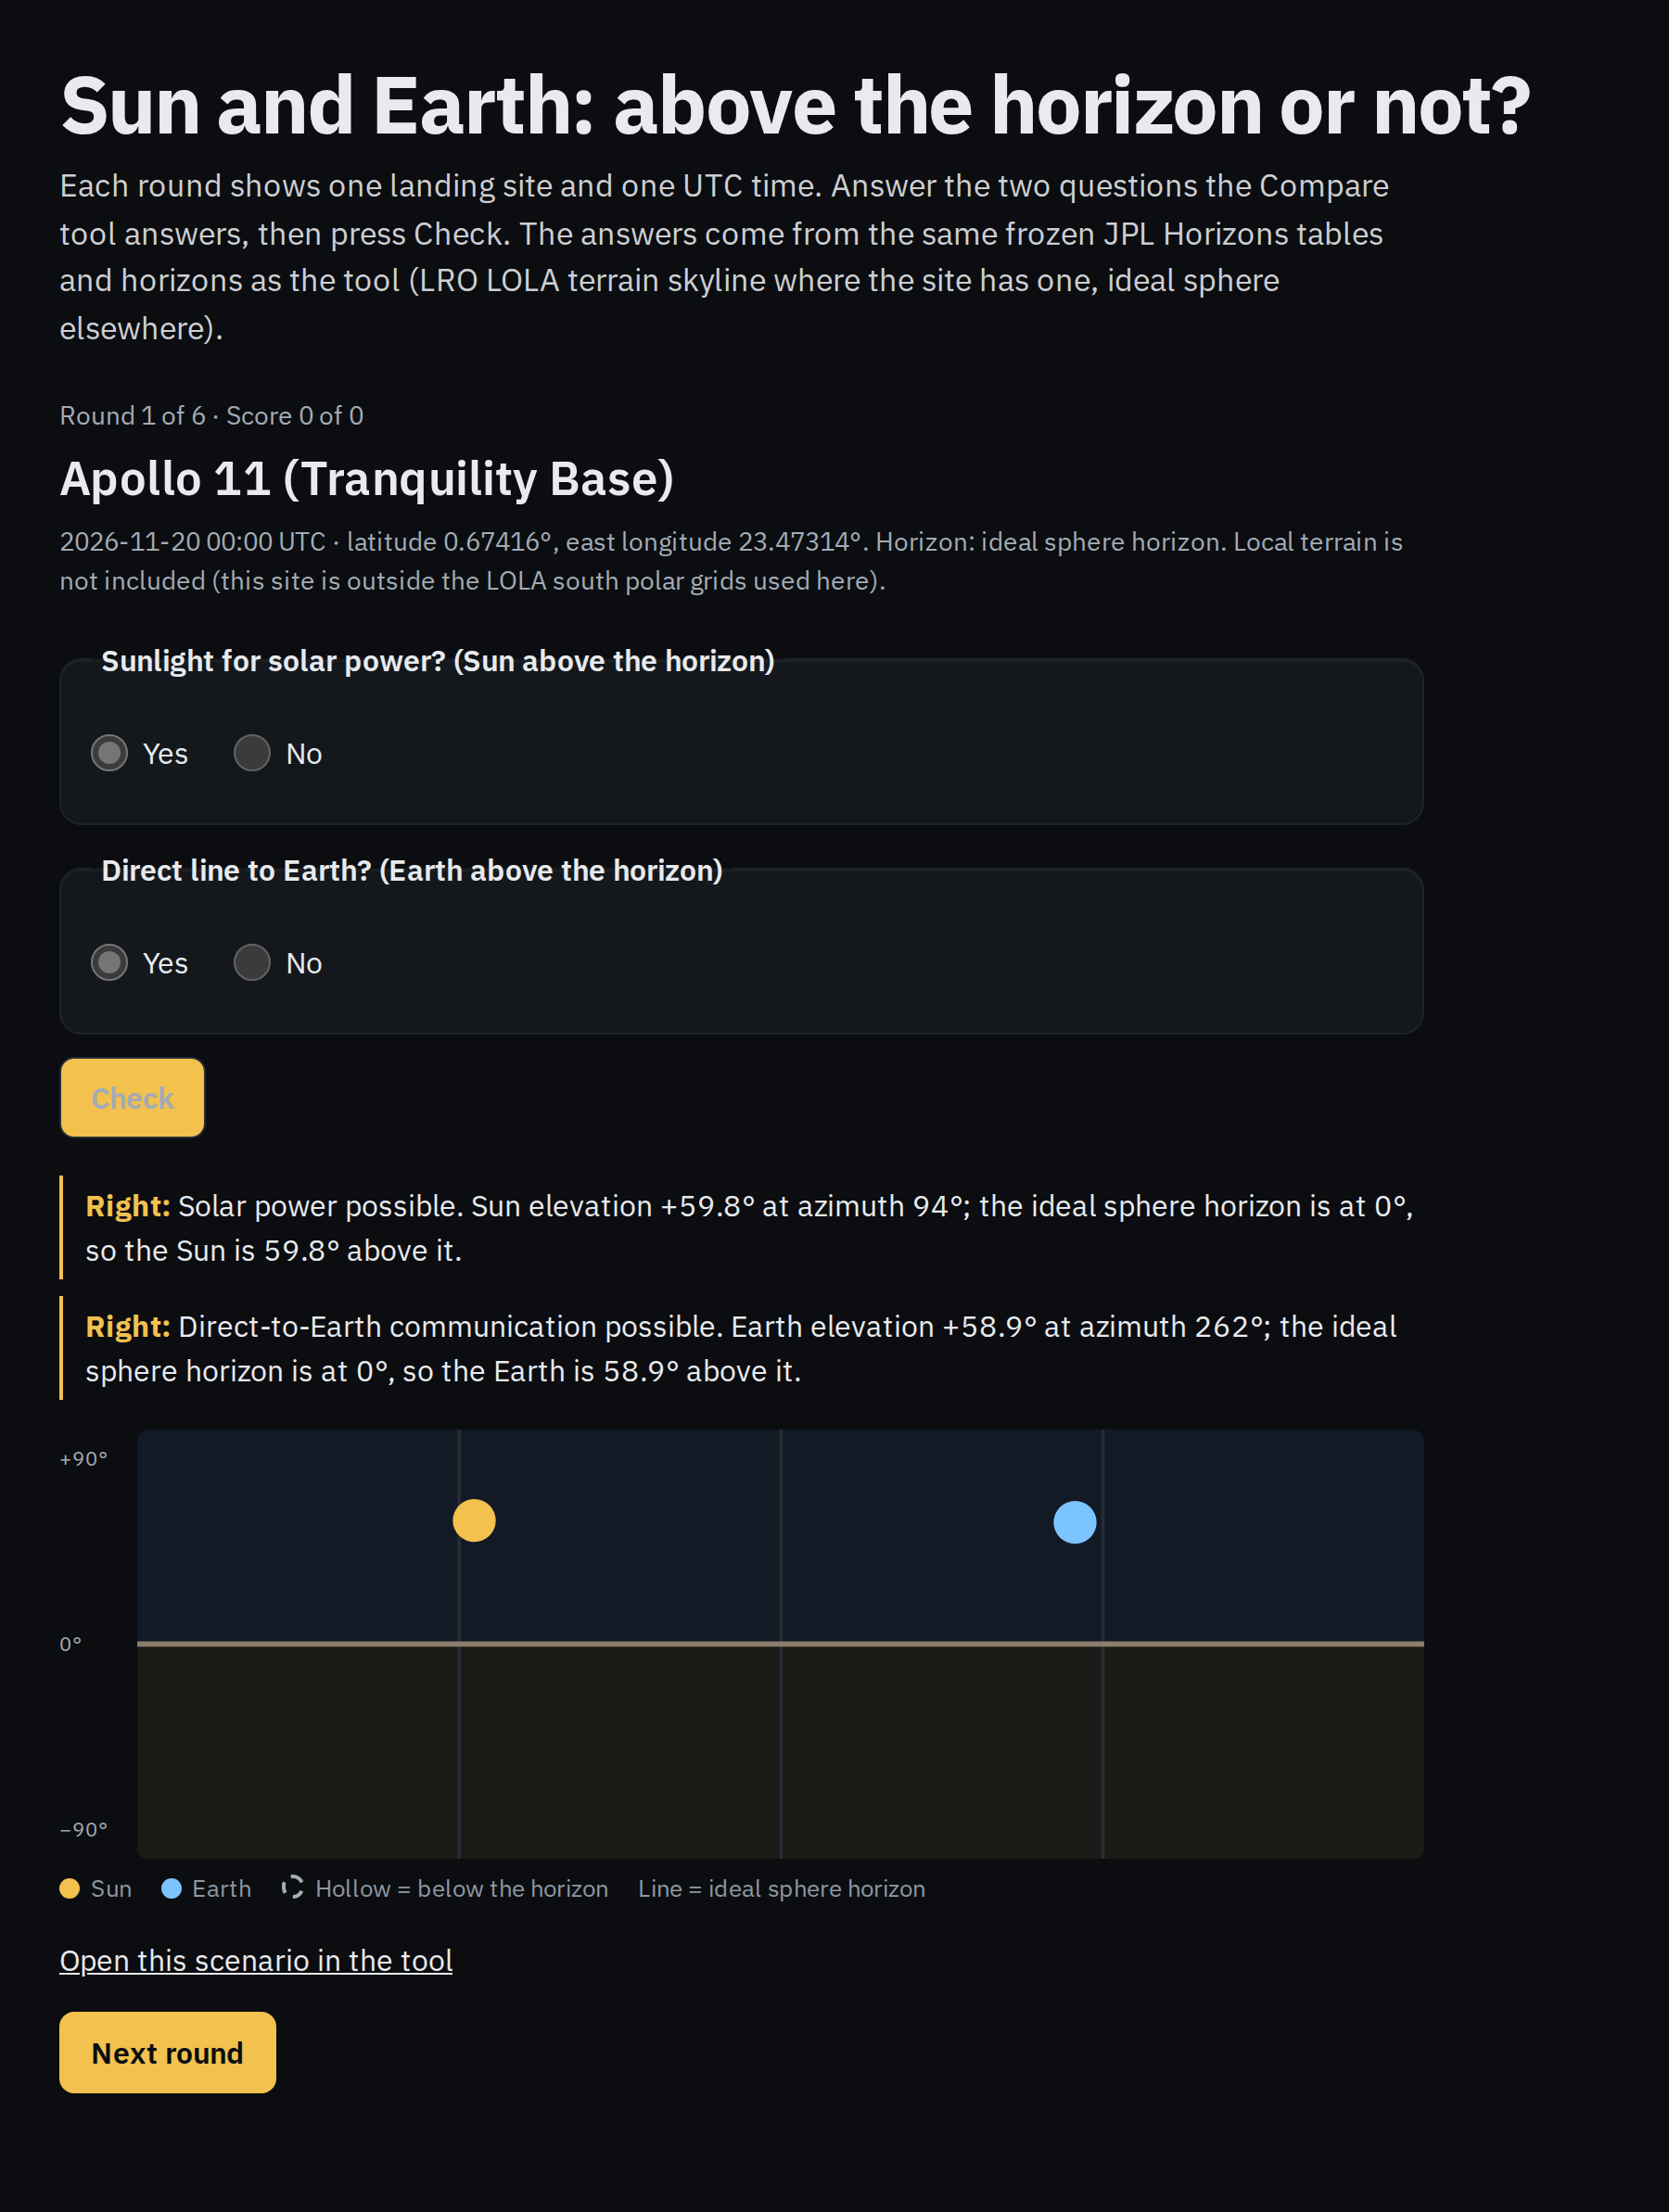 Sun and Earth: above the horizon or not?
Each round shows one landing site and one UTC time. Answer the two questions the Compare
tool answers, then press Check. The answers come from the same frozen JPL Horizons tables
and horizons as the tool (LRO LOLA terrain skyline where the site has one, ideal sphere
elsewhere).
Round 1 of 6 · Score 0 of 0
Apollo 11 (Tranquility Base)
2026-11-20 00:00 UTC · latitude 0.67416°, east longitude 23.47314°. Horizon: ideal sphere horizon. Local terrain is
not included (this site is outside the LOLA south polar grids used here).
Sunlight for solar power? (Sun above the horizon)
Yes No
Direct line to Earth? (Earth above the horizon)
Yes No
Check
Right: Solar power possible. Sun elevation +59.8° at azimuth 94°; the ideal sphere horizon is at 0°,
so the Sun is 59.8° above it.
Right: Direct-to-Earth communication possible. Earth elevation +58.9° at azimuth 262°; the ideal
sphere horizon is at 0°, so the Earth is 58.9° above it.
+90°
0°
−90°
Sun Earth Hollow = below the horizon Line = ideal sphere horizon
Open this scenario in the tool
Next round